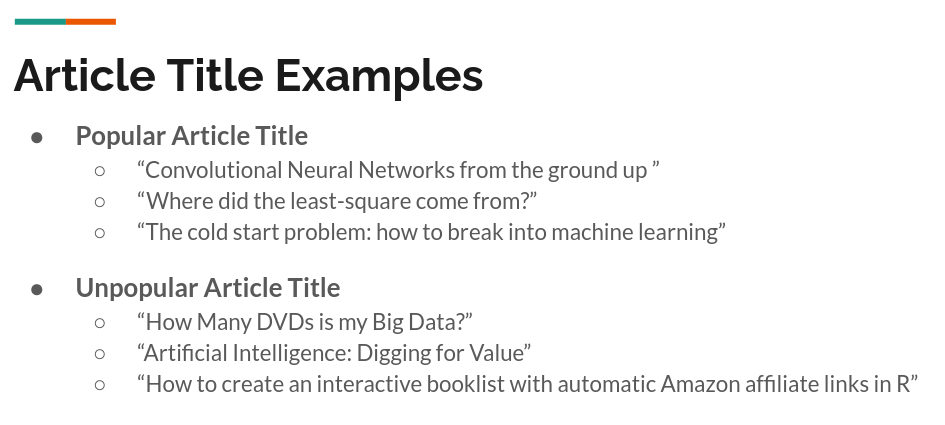 Article Title Examples
● Popular Article Title
○ “Convolutional Neural Networks from the ground up ”
○ “Where did the least-square come from?”
○ “The cold start problem: how to break into machine learning”
● Unpopular Article Title
○ “How Many DVDs is my Big Data?”
○ “Artificial Intelligence: Digging for Value”
○ “How to create an interactive booklist with automatic Amazon affiliate links in R”